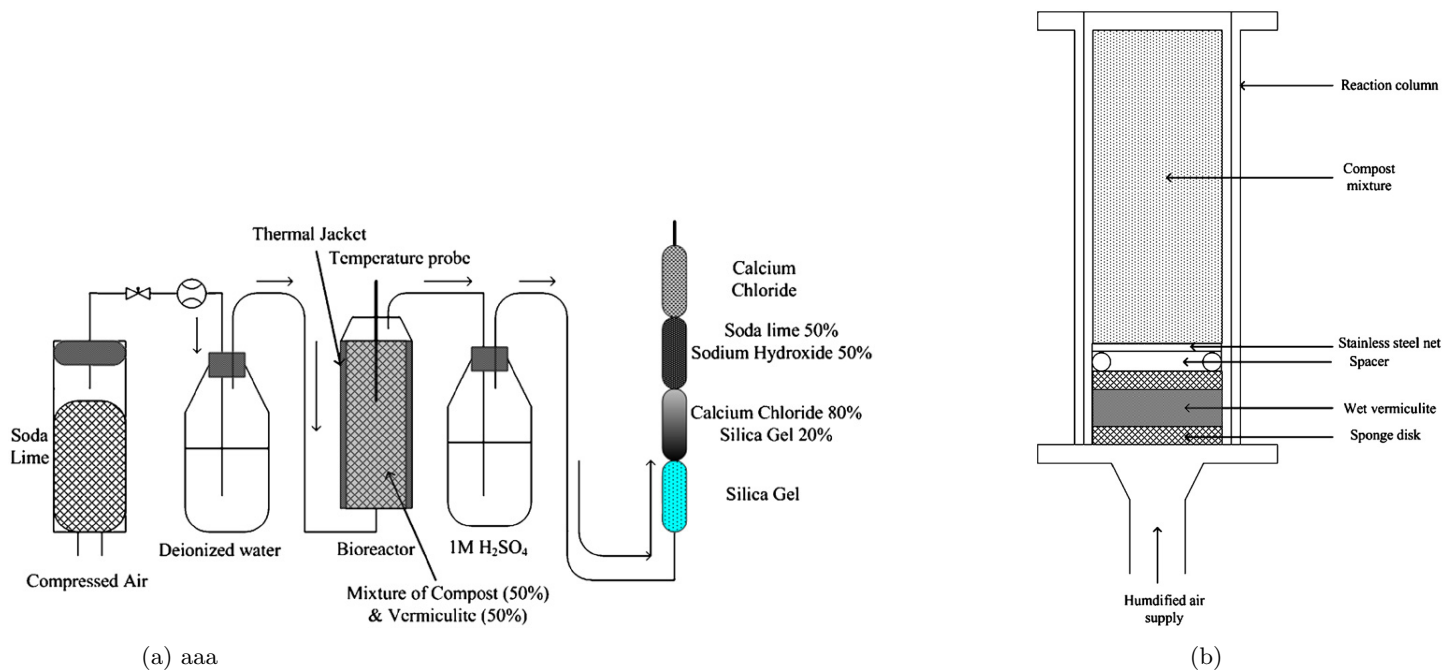 Thermal Jacket
Temperature probe
Soda
Lime
Compressed Air
Deionized water
Bioreactor
1M H₂SO₄
Mixture of Compost (50%)
& Vermiculite (50%)
Calcium
Chloride
Soda lime 50%
Sodium Hydroxide 50%
Calcium Chloride 80%
Silica Gel 20%
Silica Gel
(a) aaa
Reaction column
Compost
mixture
Stainless steel net
Spacer
Wet vermiculite
Sponge disk
Humdified air
supply
(b)